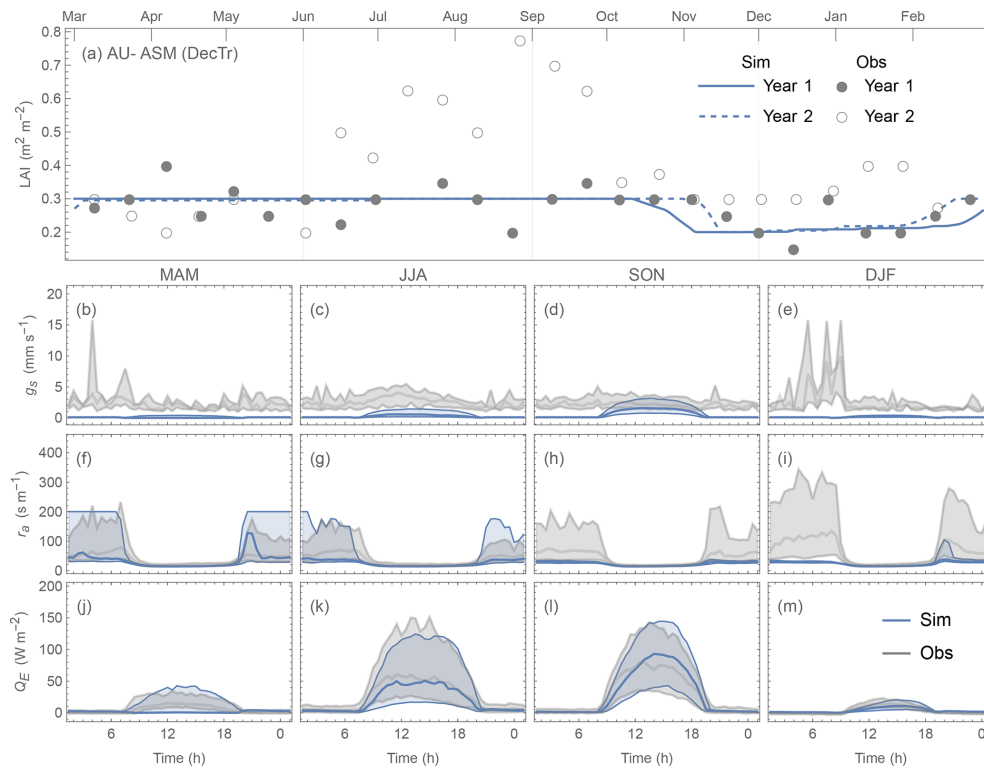 Mar Apr May Jun Jul Aug Sep Oct Nov Dec Jan Feb
(a) AU- ASM (DecTr)
Sim Obs
Year 1 Year 1
Year 2 Year 2
LAI (m² m⁻²)
0.8
0.7
0.6
0.5
0.4
0.3
0.2
MAM JJA SON DJF
(b) (c) (d) (e)
gs (mm s⁻¹)
20
15
10
5
0
(f) (g) (h) (i)
ra (s m⁻¹)
400
300
200
100
0
(j) (k) (l) (m)
QE (W m⁻²)
200
150
100
50
0
Sim
Obs
6 12 18 0 6 12 18 0 6 12 18 0 6 12 18 0
Time (h) Time (h) Time (h) Time (h)